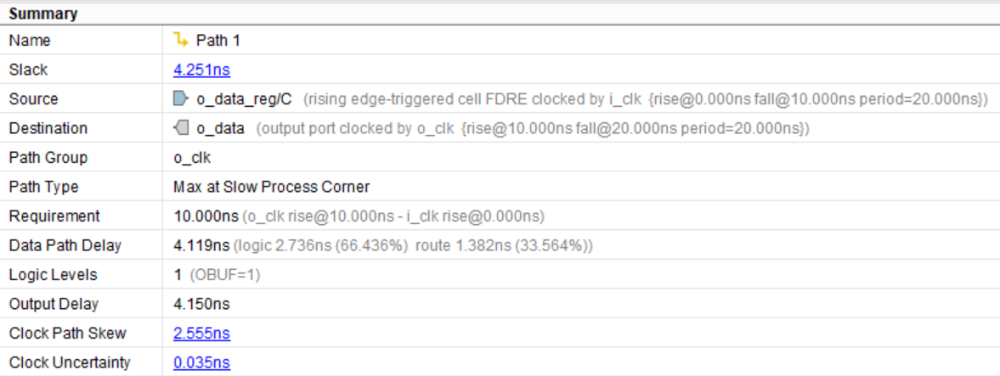 Summary
Name Path 1
Slack 4.251ns
Source o_data_reg/C (rising edge-triggered cell FDRE clocked by i_clk {rise@0.000ns fall@10.000ns period=20.000ns})
Destination o_data (output port clocked by o_clk {rise@10.000ns fall@20.000ns period=20.000ns})
Path Group o_clk
Path Type Max at Slow Process Corner
Requirement 10.000ns (o_clk rise@10.000ns - i_clk rise@0.000ns)
Data Path Delay 4.119ns (logic 2.736ns (66.436%) route 1.382ns (33.564%))
Logic Levels 1 (OBUF=1)
Output Delay 4.150ns
Clock Path Skew 2.555ns
Clock Uncertainty 0.035ns